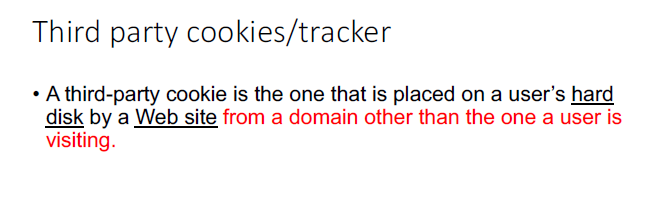 Third party cookies/tracker
• A third-party cookie is the one that is placed on a user’s hard
disk by a Web site from a domain other than the one a user is
visiting.